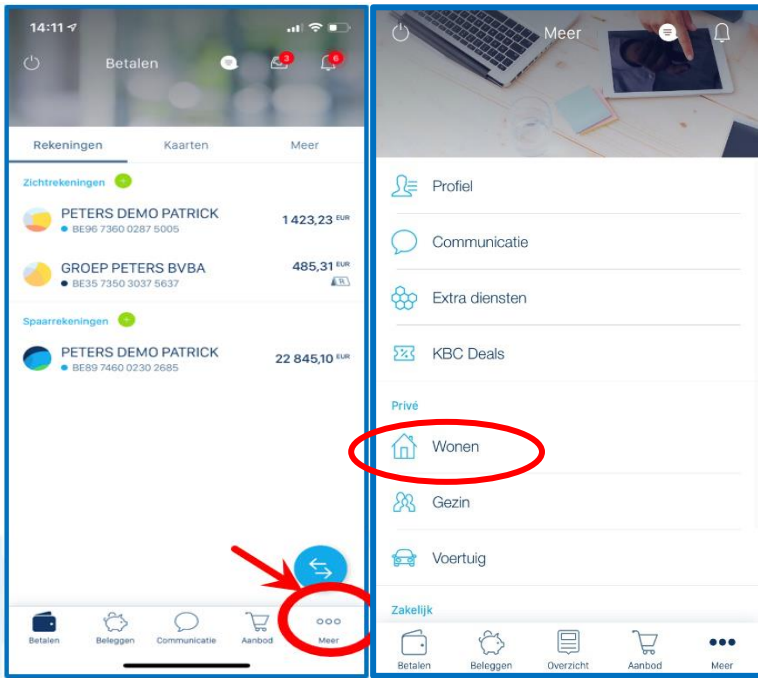 14:11
Betalen
3
6
Rekeningen Kaarten Meer
Zichtrekeningen +
PETERS DEMO PATRICK 1 423,23 EUR
BE96 7360 0287 5005
GROEP PETERS BVBA 485,31 EUR
BE35 7350 3037 5637 R
Spaarrekeningen +
PETERS DEMO PATRICK 22 845,10 EUR
BE89 7460 0230 2685
Betalen Beleggen Communicatie Aanbod Meer
Meer
Profiel
Communicatie
Extra diensten
KBC Deals
Privé
Wonen
Gezin
Voertuig
Zakelijk
Betalen Beleggen Overzicht Aanbod Meer